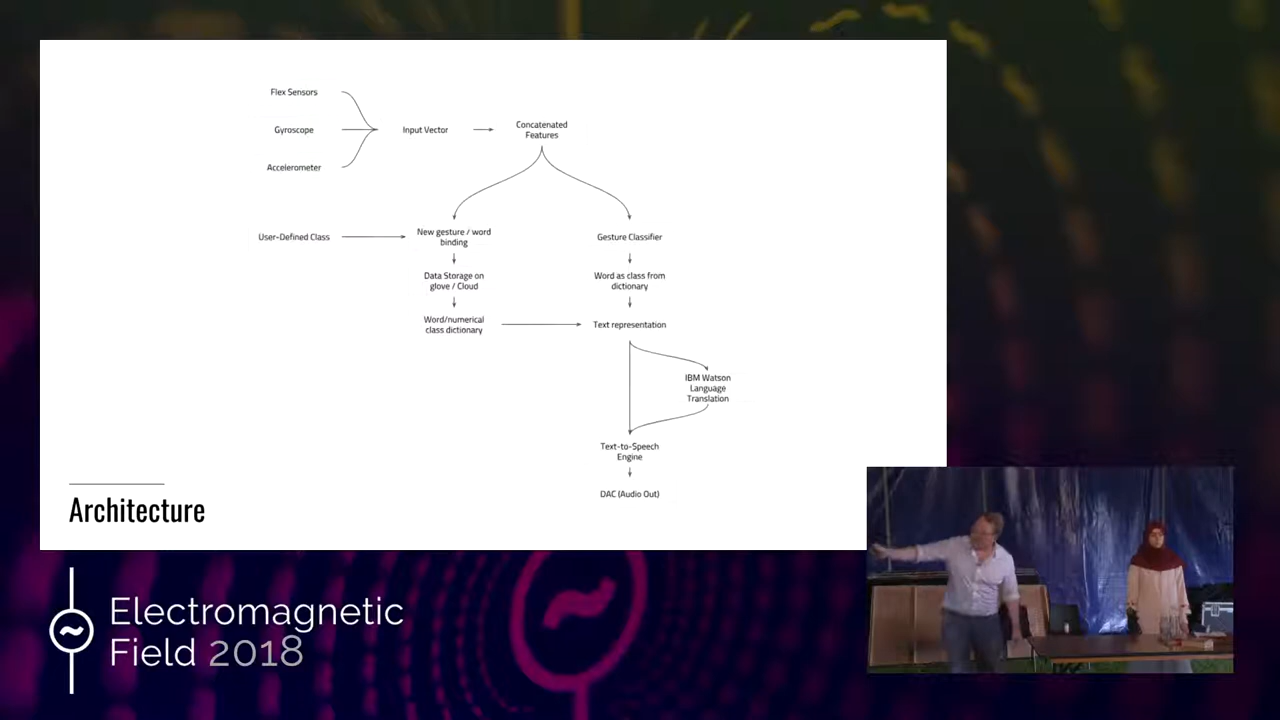 Flex Sensors
Gyroscope
Accelerometer
Input Vector
Concatenated
Features
User-Defined Class
New gesture / word
binding
Gesture Classifier
Data Storage on
glove / Cloud
Word as class from
dictionary
Word/numerical
class dictionary
Text representation
IBM Watson
Language
Translation
Text-to-Speech
Engine
DAC (Audio Out)
Architecture
Electromagnetic
Field 2018